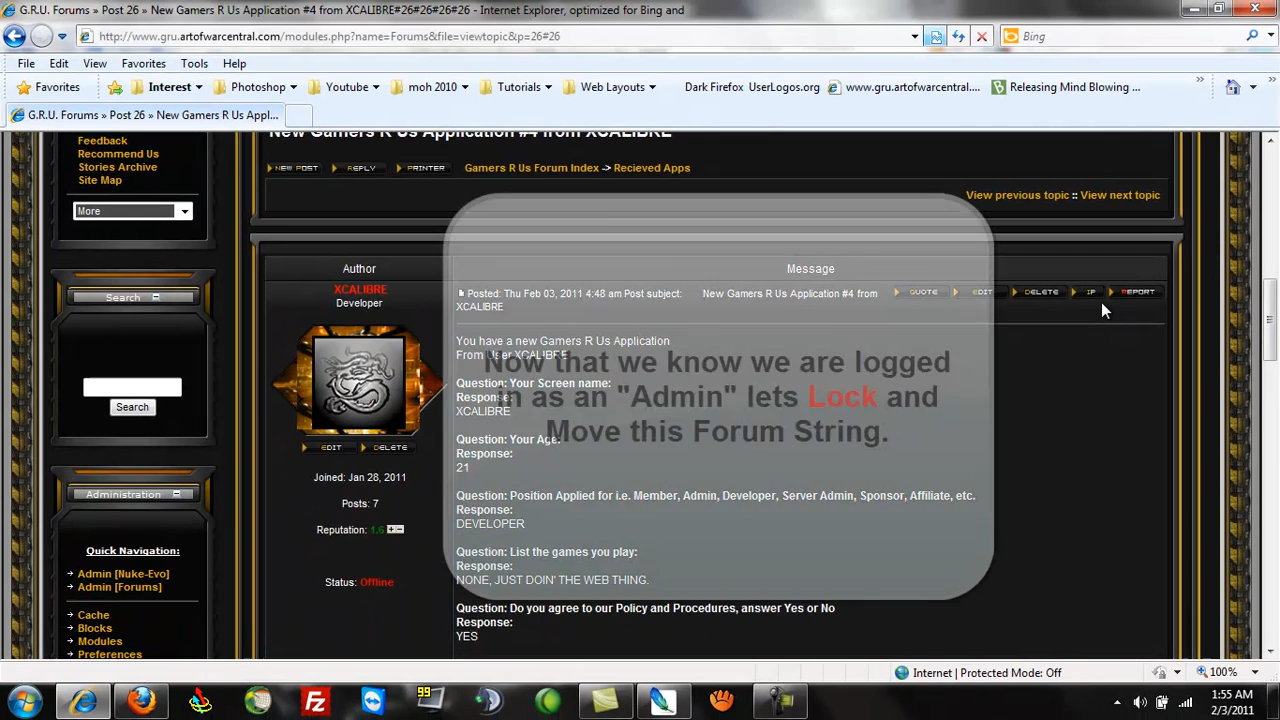 G.R.U. Forums » Post 26 » New Gamers R Us Application #4 from XCALIBRE#26#26#26#26 - Internet Explorer, optimized for Bing and
http://www.gru.artofwarcentral.com/modules.php?name=Forums&file=viewtopic&p=26#26
Bing
File Edit View Favorites Tools Help
Favorites Interest Photoshop Youtube moh 2010 Tutorials Web Layouts Dark Firefox UserLogos.org www.gru.artofwarcentral.... Releasing Mind Blowing ...
G.R.U. Forums » Post 26 » New Gamers R Us Appl...
New Gamers R Us Application #4 from XCALIBRE
Feedback
Recommend Us
Stories Archive
Site Map
More
NEW POST REPLY PRINTER Gamers R Us Forum Index -> Recieved Apps
View previous topic :: View next topic
Search
Search
Author Message
XCALIBRE
Developer
EDIT DELETE
Joined: Jan 28, 2011
Posts: 7
Reputation: 1.6
Status: Offline
Posted: Thu Feb 03, 2011 4:48 am Post subject: New Gamers R Us Application #4 from
XCALIBRE
QUOTE EDIT DELETE IP REPORT
You have a new Gamers R Us Application
From User XCALIBRE
Question: Your Screen name:
Response:
XCALIBRE
Question: Your Age:
Response:
21
Question: Position Applied for i.e. Member, Admin, Developer, Server Admin, Sponsor, Affiliate, etc.
Response:
DEVELOPER
Question: List the games you play:
Response:
NONE, JUST DOIN' THE WEB THING.
Question: Do you agree to our Policy and Procedures, answer Yes or No
Response:
YES
Now that we know we are logged
in as an "Admin" lets Lock and
Move this Forum String.
Administration
Quick Navigation:
Admin [Nuke-Evo]
Admin [Forums]
Cache
Blocks
Modules
Preferences
Internet | Protected Mode: Off
100%
99
1:55 AM
2/3/2011